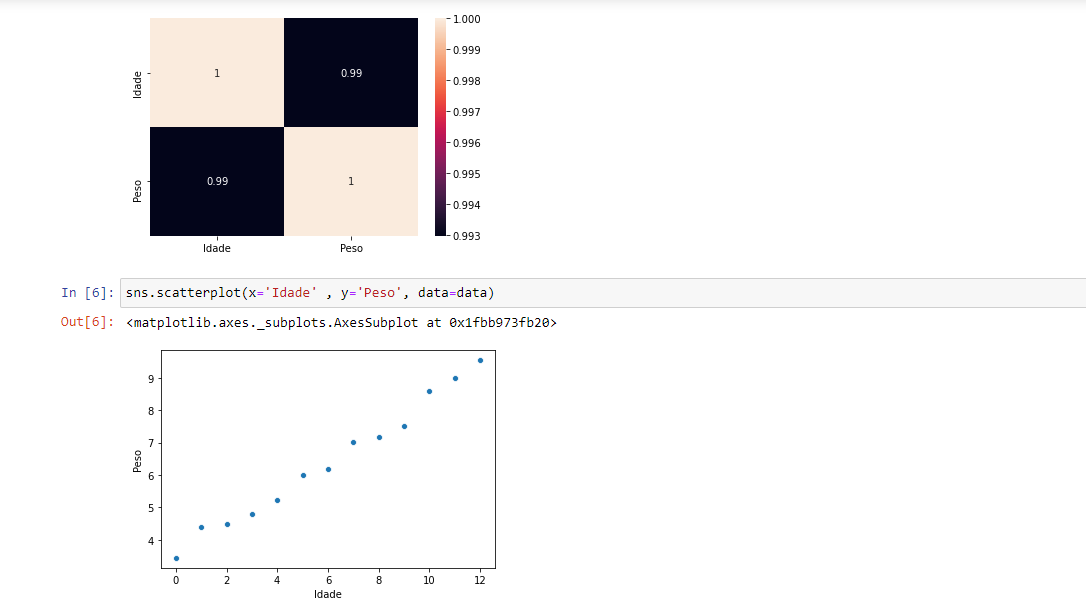 1.000
0.999
0.998
0.997
0.996
0.995
0.994
0.993
Idade
1
0.99
Peso
0.99
1
Idade Peso
In [6]: sns.scatterplot(x='Idade' , y='Peso', data=data)
Out[6]: <matplotlib.axes._subplots.AxesSubplot at 0x1fbb973fb20>
9
8
7
6
5
4
Peso
0 2 4 6 8 10 12
Idade